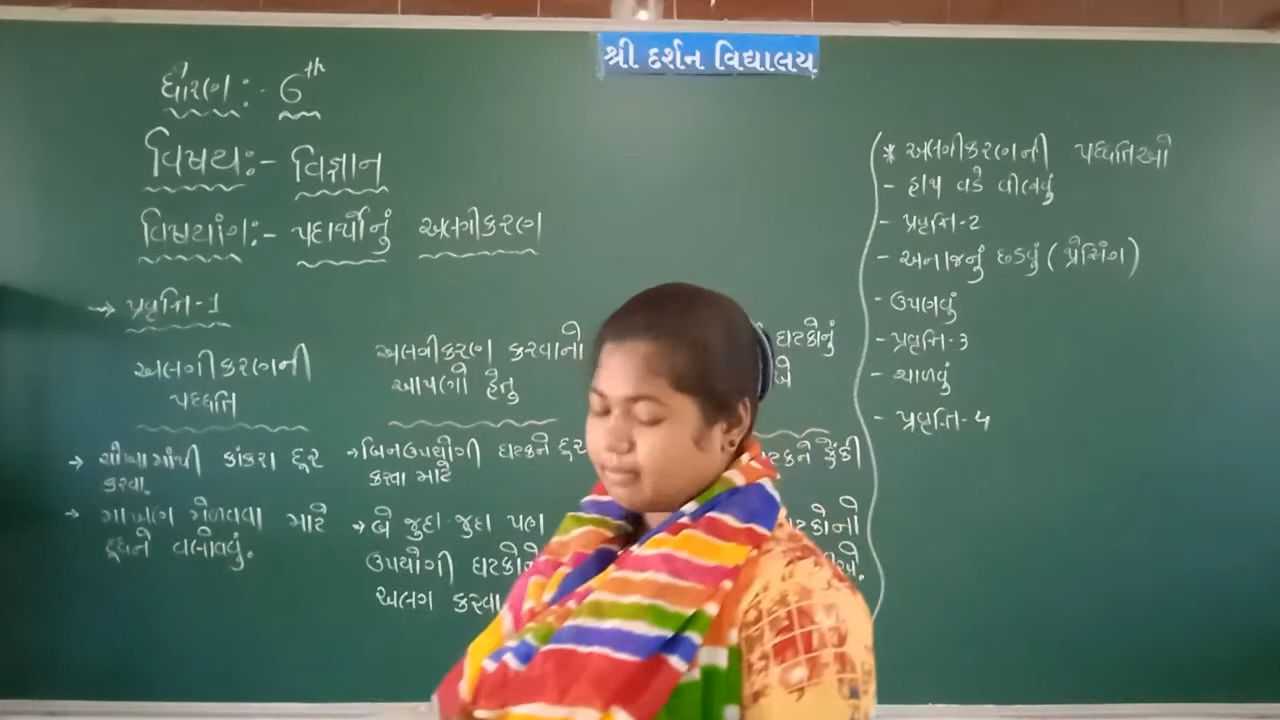 શ્રી દર્શન વિદ્યાલય
ધોરણ:- 6th
વિષય:- વિજ્ઞાન
વિષયાંગ:- પદાર્થોનું અલગીકરણ
→ પ્રવૃત્તિ-1
અલગીકરણની
પદ્ધતિ
→ ચોખામાંથી કાંકરા દૂર
કરવા.
→ માખણ મેળવવા માટે
દૂધને વલોવવું.
અલગીકરણ કરવાનો
આપણો હેતુ
→ બિનઉપયોગી ઘટકને દૂર
કરવા માટે
→ બે જુદા-જુદા પણ
ઉપયોગી ઘટકોને
અલગ કરવા
ઘટકોનું
ફેંકી
* અલગીકરણની પદ્ધતિઓ
- હાથ વડે વીણવું
- પ્રવૃત્તિ-2
- અનાજનું છડવું (થ્રેસિંગ)
- ઉપણવું
- પ્રવૃત્તિ-3
- ચાળવું
- પ્રવૃત્તિ-4